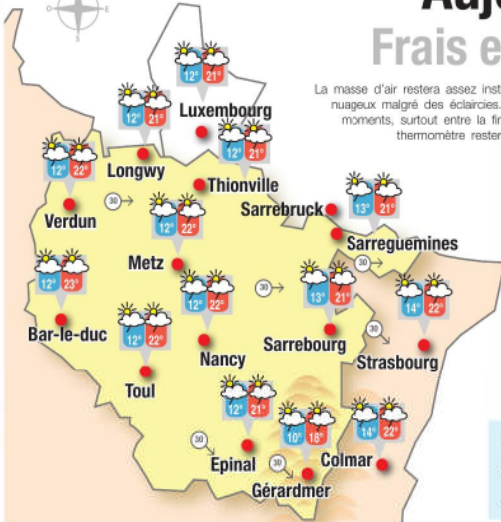 Aujo
Frais e
La masse d'air restera assez inst
nuageux malgré des éclaircies.
moments, surtout entre la fin
thermomètre rester
E
12° 21°
Luxembourg
12° 21°
Longwy
12° 21°
Thionville
12° 22°
Verdun
30
13° 21°
Sarrebruck
Sarreguemines
30
12° 22°
Metz
12° 23°
Bar-le-duc
30
13° 21°
Sarrebourg
14° 22°
Strasbourg
30
12° 22°
Nancy
12° 22°
Toul
12° 21°
Epinal
30
10° 18°
Gérardmer
30
14° 22°
Colmar